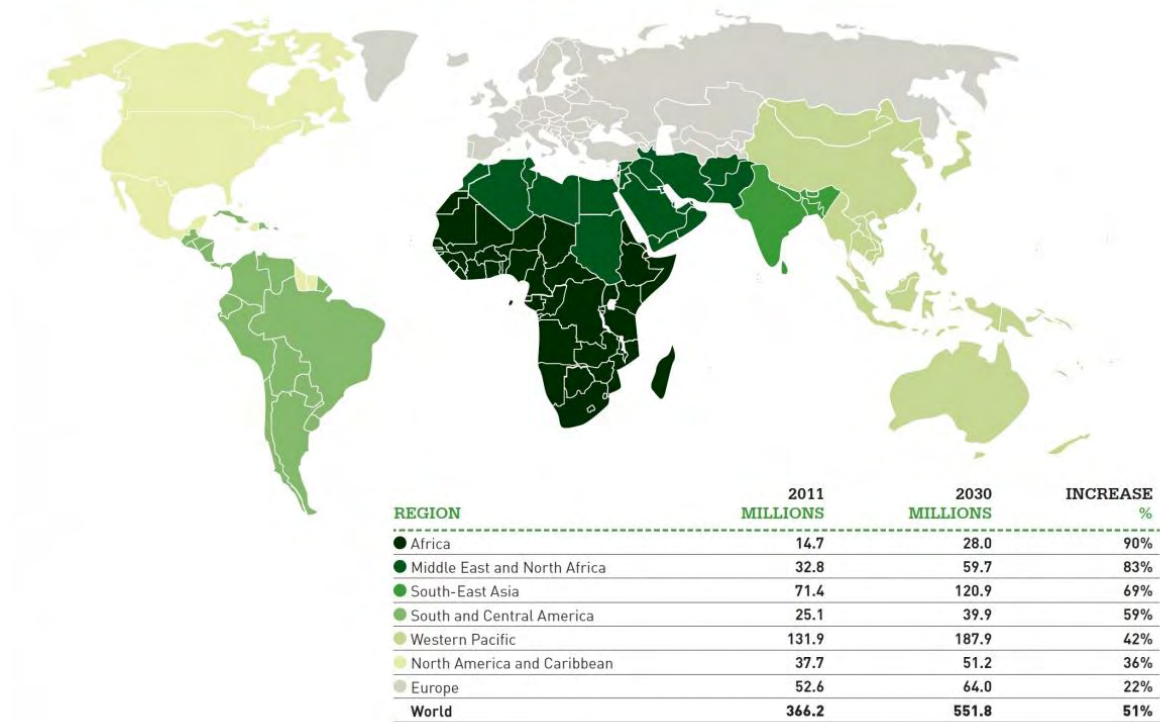 2011 2030 INCREASE
REGION MILLIONS MILLIONS %
Africa 14.7 28.0 90%
Middle East and North Africa 32.8 59.7 83%
South-East Asia 71.4 120.9 69%
South and Central America 25.1 39.9 59%
Western Pacific 131.9 187.9 42%
North America and Caribbean 37.7 51.2 36%
Europe 52.6 64.0 22%
World 366.2 551.8 51%